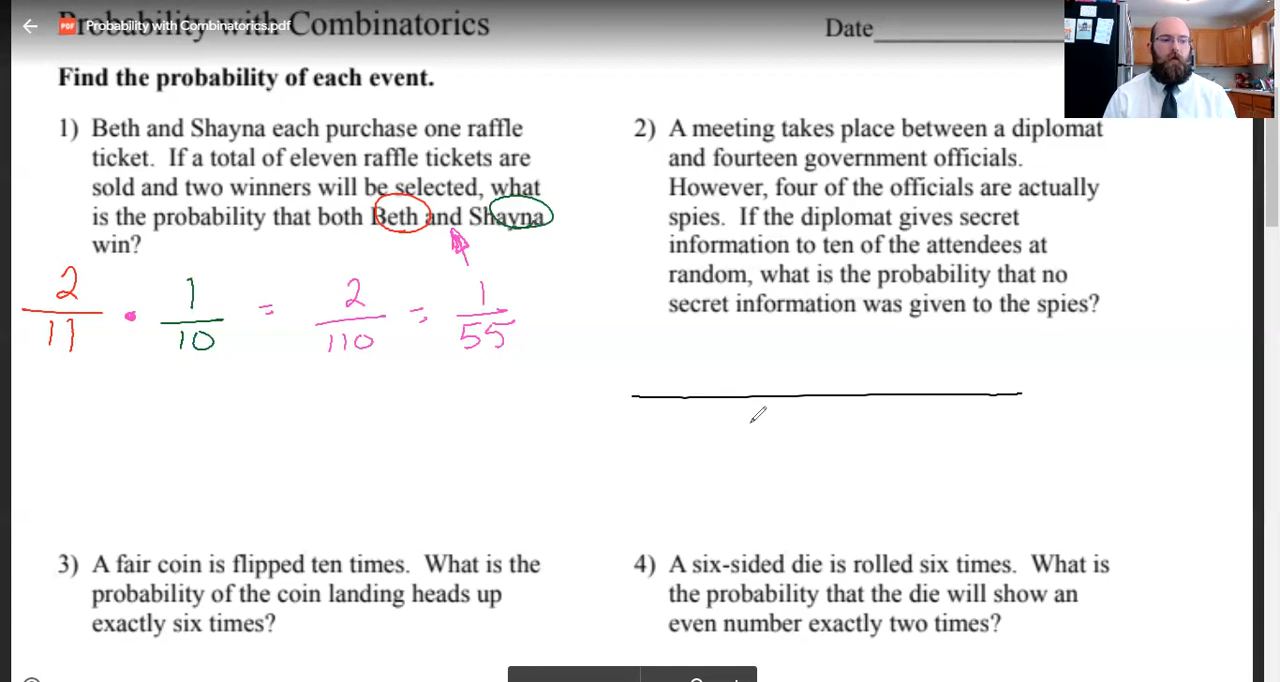 Probability with Combinatorics
PDF Probability with Combinatorics.pdf
Date
Find the probability of each event.
1) Beth and Shayna each purchase one raffle
ticket. If a total of eleven raffle tickets are
sold and two winners will be selected, what
is the probability that both Beth and Shayna
win?
2/11 · 1/10 = 2/110 = 1/55
2) A meeting takes place between a diplomat
and fourteen government officials.
However, four of the officials are actually
spies. If the diplomat gives secret
information to ten of the attendees at
random, what is the probability that no
secret information was given to the spies?
3) A fair coin is flipped ten times. What is the
probability of the coin landing heads up
exactly six times?
4) A six-sided die is rolled six times. What is
the probability that the die will show an
even number exactly two times?